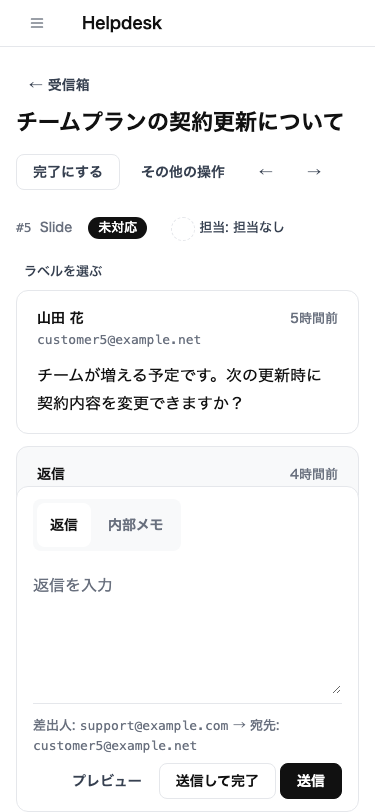 Helpdesk
← 受信箱
チームプランの契約更新について
完了にする その他の操作 ← →
#5 Slide 未対応 担当: 担当なし
ラベルを選ぶ
山田 花 5時間前
customer5@example.net
チームが増える予定です。次の更新時に
契約内容を変更できますか？
返信 4時間前
返信 内部メモ
返信を入力
差出人: support@example.com → 宛先:
customer5@example.net
プレビュー 送信して完了 送信